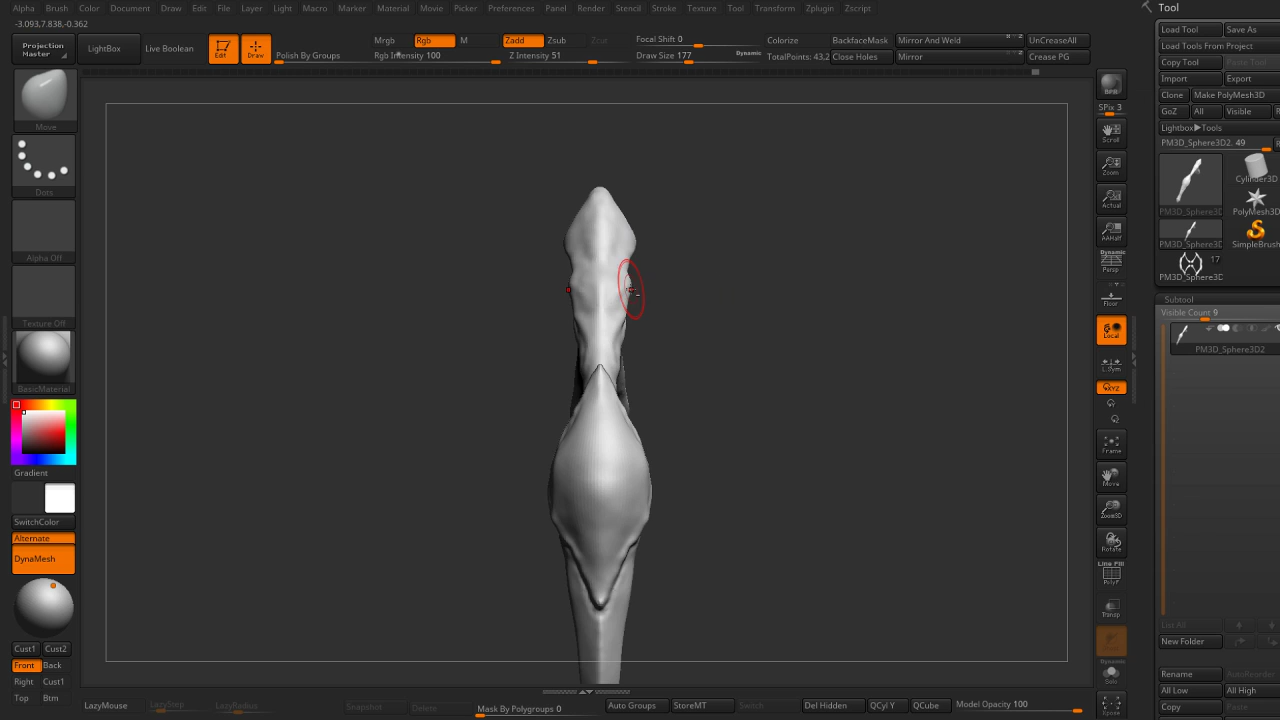 Alpha Brush Color Document Draw Edit File Layer Light Macro Marker Material Movie Picker Preferences Panel Render Stencil Stroke Texture Tool Transform Zplugin Zscript
-3.093,7.838,-0.362
Projection Master
LightBox
Live Boolean
Edit
Draw
Polish By Groups
Mrgb Rgb M
Rgb Intensity 100
Zadd Zsub Zcut
Z Intensity 51
Focal Shift 0
Draw Size 177
Dynamic
Colorize
TotalPoints: 43,2
BackfaceMask
Close Holes
Mirror And Weld
Mirror
UnCreaseAll
Crease PG
Move
Dots
Alpha Off
Texture Off
BasicMaterial
Gradient
SwitchColor
Alternate
DynaMesh
Cust1 Cust2
Front Back
Right Cust1
Top Btm
BPR
SPix 3
Scroll
Zoom
Actual
AAHalf
Dynamic
Persp
Floor
Local
L.Sym
XYZ
Frame
Move
Zoom3D
Rotate
Line Fill
PolyF
Transp
Dynamic
Solo
Xpose
Tool
Load Tool Save As
Load Tools From Project
Copy Tool Paste Tool
Import Export
Clone Make PolyMesh3D
GoZ All Visible R
Lightbox▶Tools
PM3D_Sphere3D2. 49
PM3D_Sphere3D
Cylinder3D
PolyMesh3D
PM3D_Sphere3D
SimpleBrush
17
PM3D_Sphere3D
Subtool
Visible Count 9
PM3D_Sphere3D2
List All
New Folder
Rename AutoReorder
All Low All High
Copy Paste
LazyMouse LazyStep LazyRadius Snapshot Delete Mask By Polygroups 0 Auto Groups StoreMT Switch Del Hidden QCyl Y QCube Model Opacity 100